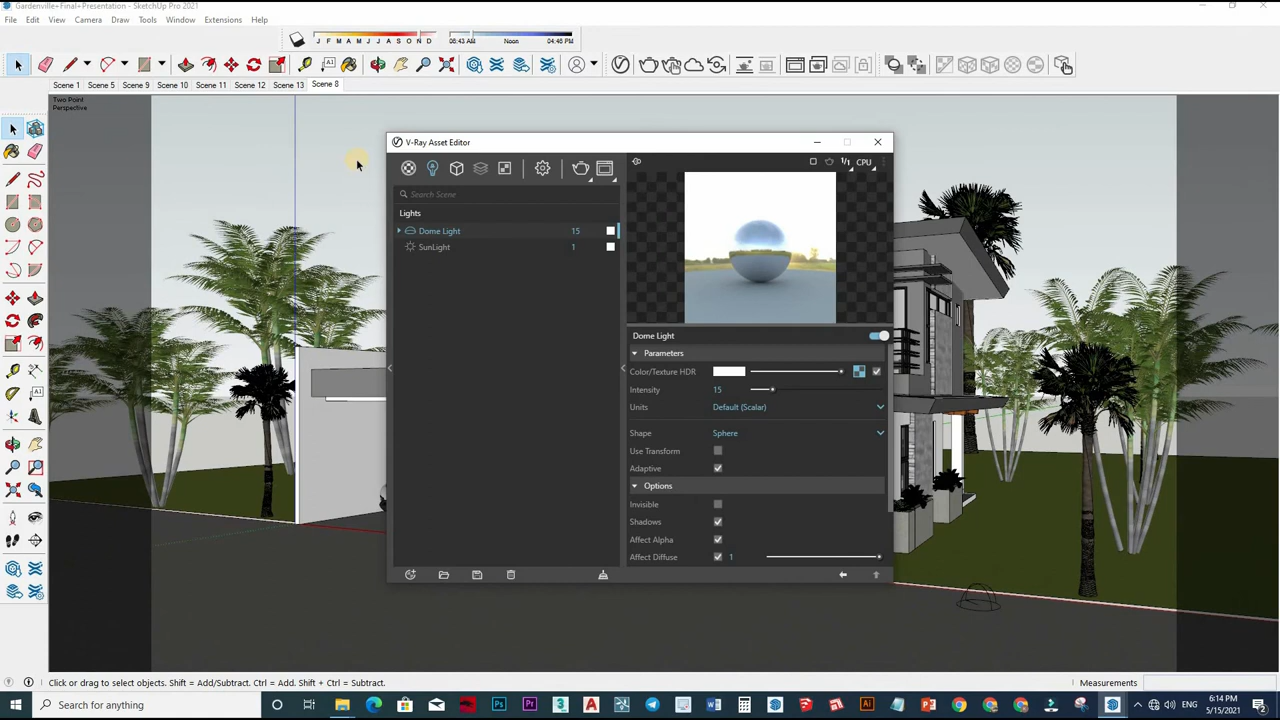 Gardenville+Final+Presentation - SketchUp Pro 2021
File Edit View Camera Draw Tools Window Extensions Help
J F M A M J J A S O N D 06:43 AM Noon 04:46 PM
Scene 1 Scene 5 Scene 9 Scene 10 Scene 11 Scene 12 Scene 13 Scene 8
Two Point
Perspective
V-Ray Asset Editor
1/1 CPU
Search Scene
Lights
Dome Light 15
SunLight 1
Dome Light
Parameters
Color/Texture HDR
Intensity 15
Units Default (Scalar)
Shape Sphere
Use Transform
Adaptive
Options
Invisible
Shadows
Affect Alpha
Affect Diffuse 1
Click or drag to select objects. Shift = Add/Subtract. Ctrl = Add. Shift + Ctrl = Subtract.
Measurements
Search for anything
6:14 PM
5/15/2021